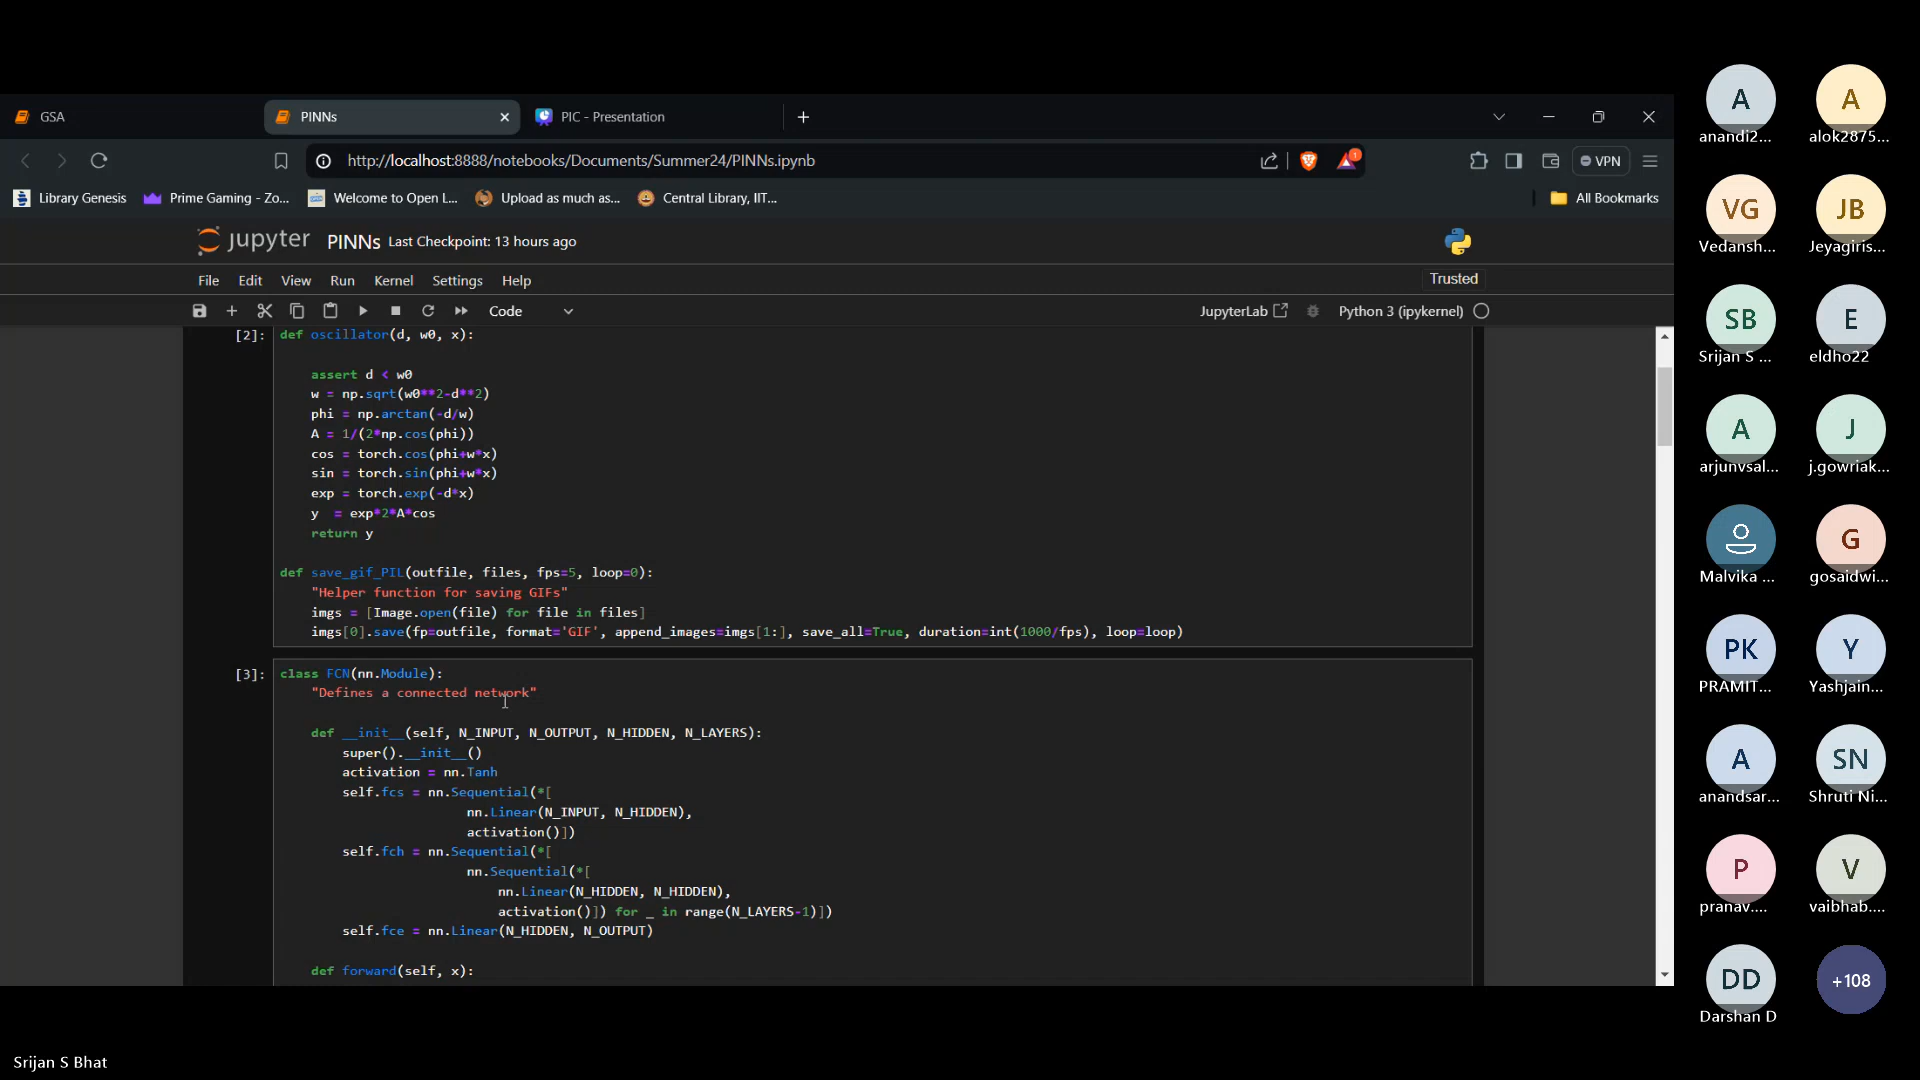 GSA
PINNs
PIC - Presentation
http://localhost:8888/notebooks/Documents/Summer24/PINNs.ipynb
1
VPN
Library Genesis
Prime Gaming - Zo...
Welcome to Open L...
Upload as much as...
Central Library, IIT...
All Bookmarks
jupyter PINNs Last Checkpoint: 13 hours ago
File Edit View Run Kernel Settings Help
Trusted
Code
JupyterLab
Python 3 (ipykernel)
[2]:
def oscillator(d, w0, x):
assert d < w0
w = np.sqrt(w0**2-d**2)
phi = np.arctan(-d/w)
A = 1/(2*np.cos(phi))
cos = torch.cos(phi+w*x)
sin = torch.sin(phi+w*x)
exp = torch.exp(-d*x)
y  = exp*2*A*cos
return y
def save_gif_PIL(outfile, files, fps=5, loop=0):
"Helper function for saving GIFs"
imgs = [Image.open(file) for file in files]
imgs[0].save(fp=outfile, format='GIF', append_images=imgs[1:], save_all=True, duration=int(1000/fps), loop=loop)
[3]:
class FCN(nn.Module):
"Defines a connected network"
def __init__(self, N_INPUT, N_OUTPUT, N_HIDDEN, N_LAYERS):
super().__init__()
activation = nn.Tanh
self.fcs = nn.Sequential(*[
nn.Linear(N_INPUT, N_HIDDEN),
activation()])
self.fch = nn.Sequential(*[
nn.Sequential(*[
nn.Linear(N_HIDDEN, N_HIDDEN),
activation()]) for _ in range(N_LAYERS-1)])
self.fce = nn.Linear(N_HIDDEN, N_OUTPUT)
def forward(self, x):
A
anandi2...
A
alok2875...
VG
Vedansh...
JB
Jeyagiris...
SB
Srijan S ...
E
eldho22
A
arjunvsal...
J
j.gowriak...
Malvika ...
G
gosaidwi...
PK
PRAMIT...
Y
Yashjain...
A
anandsar...
SN
Shruti Ni...
P
pranav....
V
vaibhab....
DD
Darshan D
+108
Srijan S Bhat